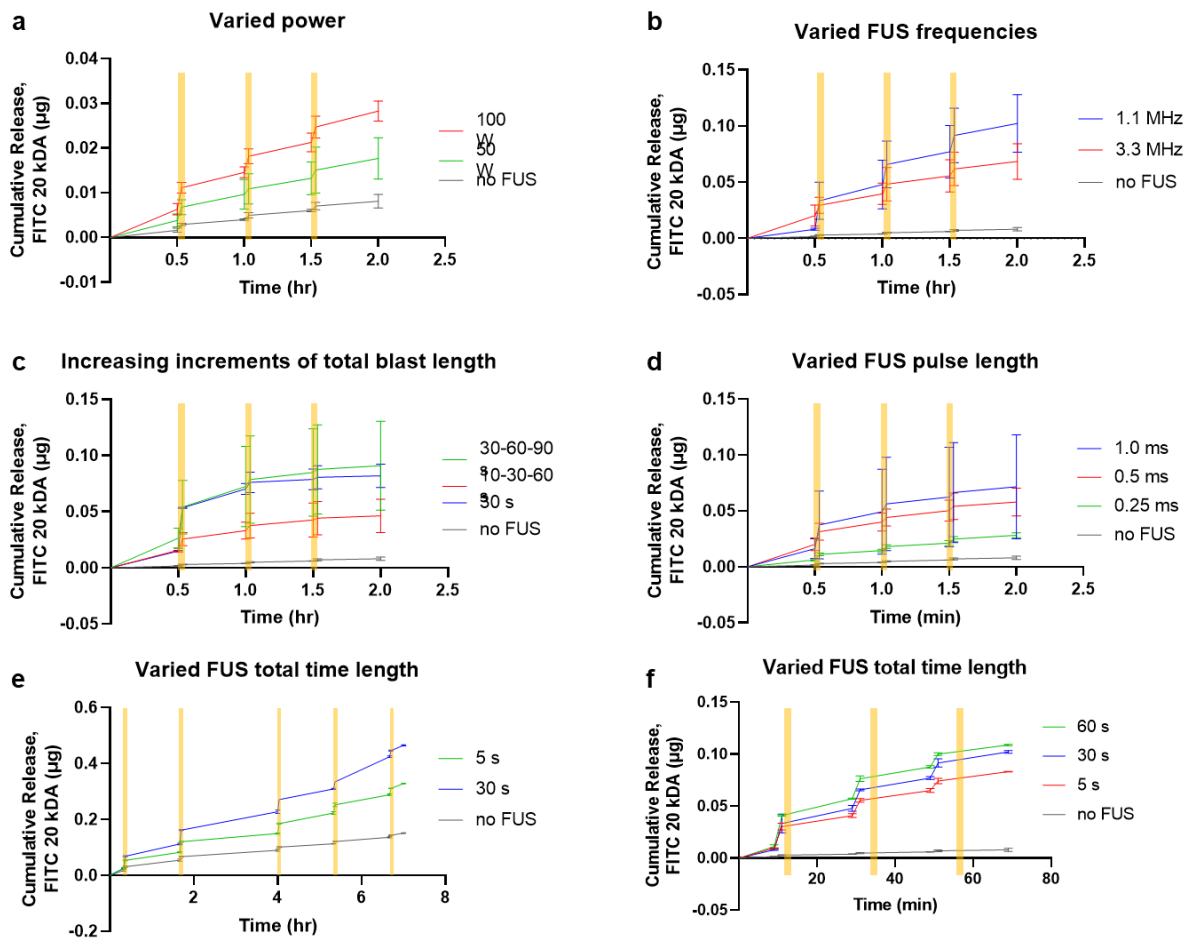 a
Varied power
Cumulative Release,
FITC 20 kDA (µg)
0.04
0.03
0.02
0.01
0.00
-0.01
0.5
1.0
1.5
2.0
2.5
Time (hr)
100
W
50
W
no FUS
b
Varied FUS frequencies
Cumulative Release,
FITC 20 kDA (µg)
0.15
0.10
0.05
0.00
-0.05
0.5
1.0
1.5
2.0
2.5
Time (hr)
1.1 MHz
3.3 MHz
no FUS
c
Increasing increments of total blast length
Cumulative Release,
FITC 20 kDA (µg)
0.15
0.10
0.05
0.00
-0.05
0.5
1.0
1.5
2.0
2.5
Time (hr)
30-60-90
s
10-30-60
s
30 s
no FUS
d
Varied FUS pulse length
Cumulative Release,
FITC 20 kDA (µg)
0.15
0.10
0.05
0.00
-0.05
0.5
1.0
1.5
2.0
2.5
Time (min)
1.0 ms
0.5 ms
0.25 ms
no FUS
e
Varied FUS total time length
Cumulative Release,
FITC 20 kDA (µg)
0.6
0.4
0.2
0.0
-0.2
2
4
6
8
Time (hr)
5 s
30 s
no FUS
f
Varied FUS total time length
Cumulative Release,
FITC 20 kDA (µg)
0.15
0.10
0.05
0.00
-0.05
20
40
60
80
Time (min)
60 s
30 s
5 s
no FUS